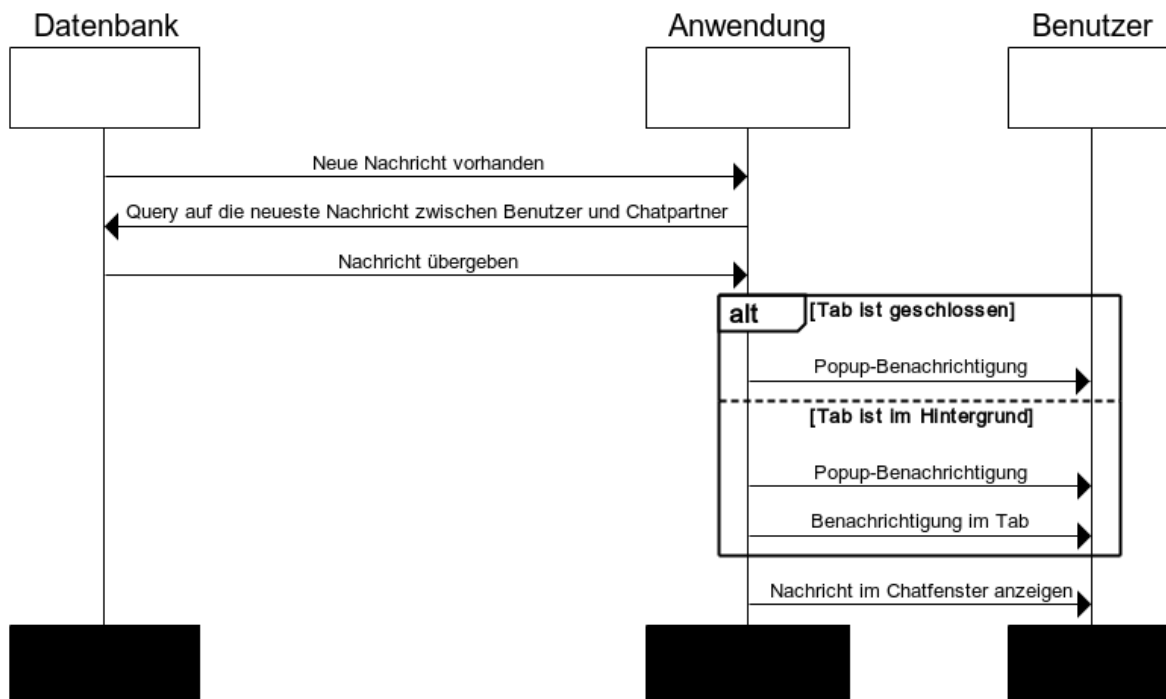 Datenbank
Anwendung
Benutzer
Neue Nachricht vorhanden
Query auf die neueste Nachricht zwischen Benutzer und Chatpartner
Nachricht übergeben
alt
[Tab ist geschlossen]
Popup-Benachrichtigung
[Tab ist im Hintergrund]
Popup-Benachrichtigung
Benachrichtigung im Tab
Nachricht im Chatfenster anzeigen